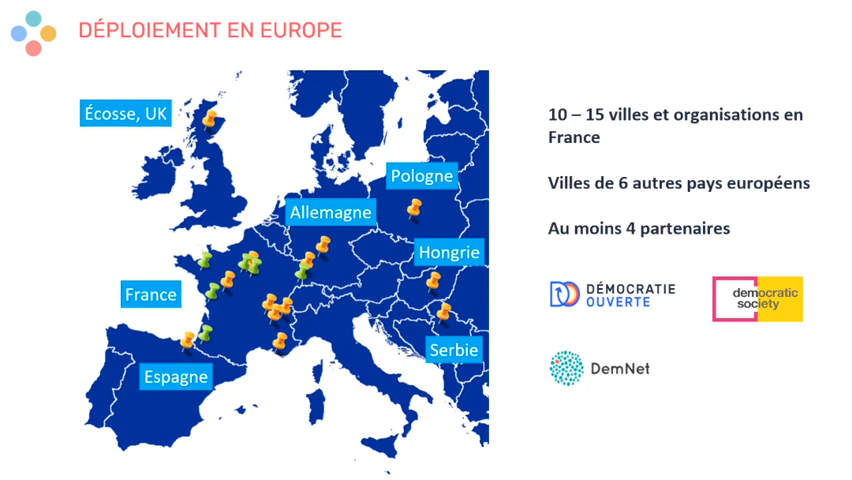 DÉPLOIEMENT EN EUROPE
Écosse, UK
Pologne
Allemagne
Hongrie
France
Serbie
Espagne
10 – 15 villes et organisations en
France
Villes de 6 autres pays européens
Au moins 4 partenaires
DÉMOCRATIE
OUVERTE
democratic
society
DemNet